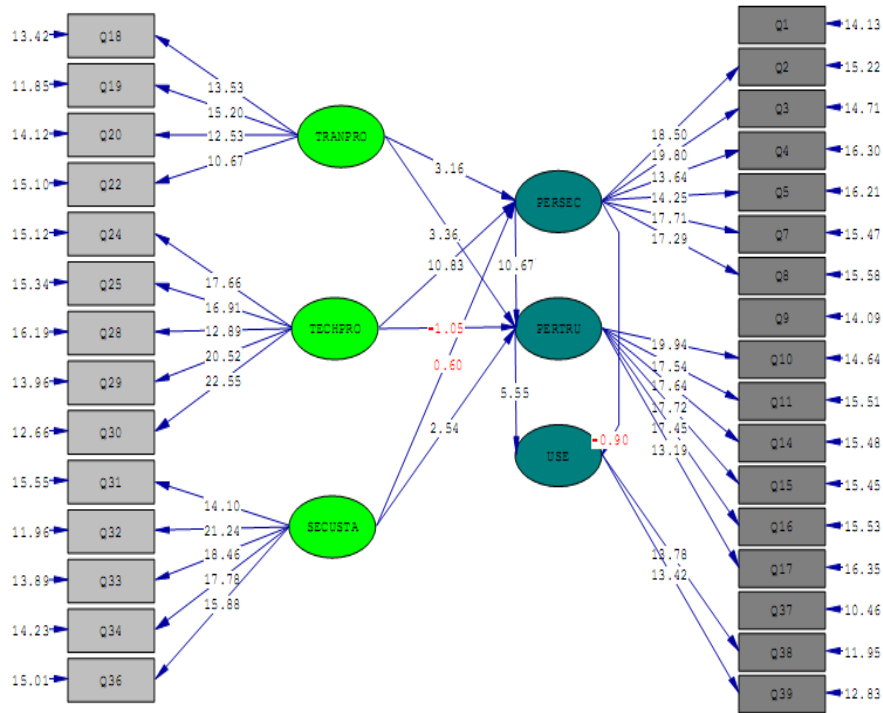 13.42 Q18
11.85 Q19
14.12 Q20
15.10 Q22
15.12 Q24
15.34 Q25
16.19 Q28
13.96 Q29
12.66 Q30
15.55 Q31
11.96 Q32
13.89 Q33
14.23 Q34
15.01 Q36
13.53
15.20
12.53
10.67
17.66
16.91
12.89
20.52
22.55
14.10
21.24
18.46
17.78
15.88
TRANPRO
TECHPRO
SECUSTA
3.16
3.36
10.83
10.67
-1.05
0.60
2.54
5.55
-0.90
PERSEC
PERTRU
USE
18.50
19.80
13.64
14.25
17.71
17.29
19.94
17.54
17.64
17.72
17.45
13.19
13.78
13.42
Q1 14.13
Q2 15.22
Q3 14.71
Q4 16.30
Q5 16.21
Q7 15.47
Q8 15.58
Q9 14.09
Q10 14.64
Q11 15.51
Q14 15.48
Q15 15.45
Q16 15.53
Q17 16.35
Q37 10.46
Q38 11.95
Q39 12.83